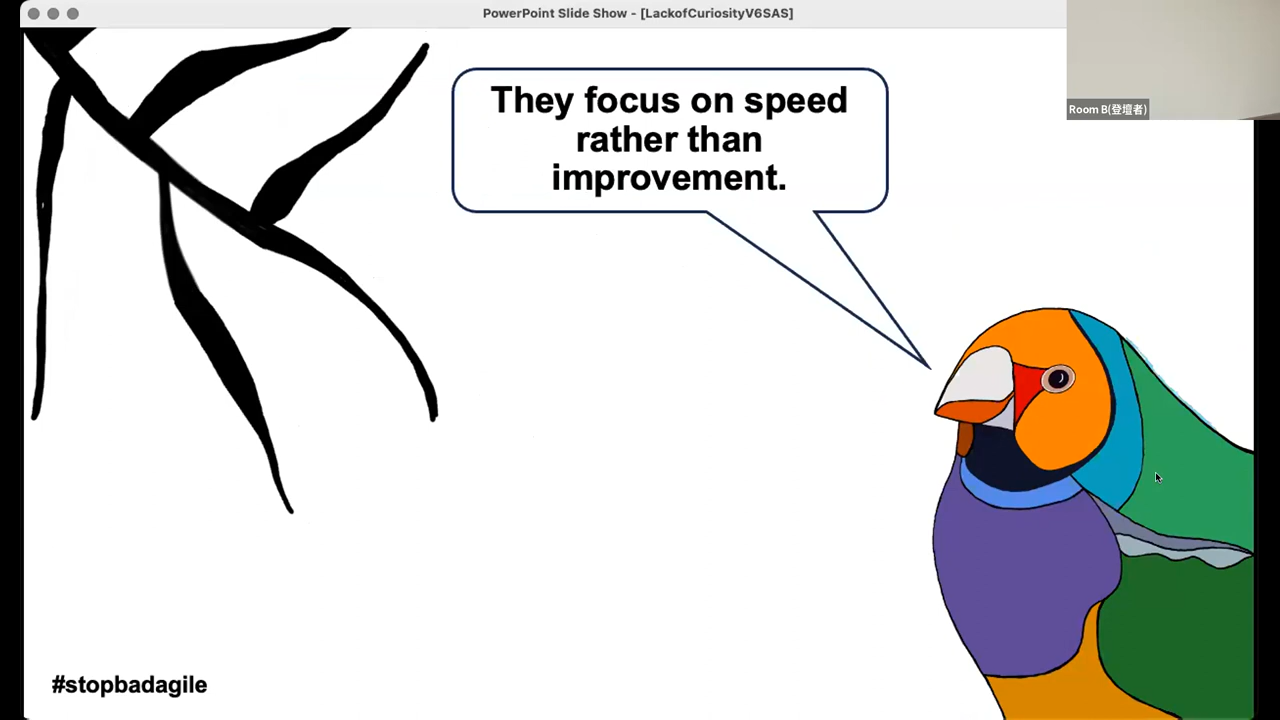 PowerPoint Slide Show - [LackofCuriosityV6SAS]
Room B(登壇者)
They focus on speed
rather than
improvement.
#stopbadagile